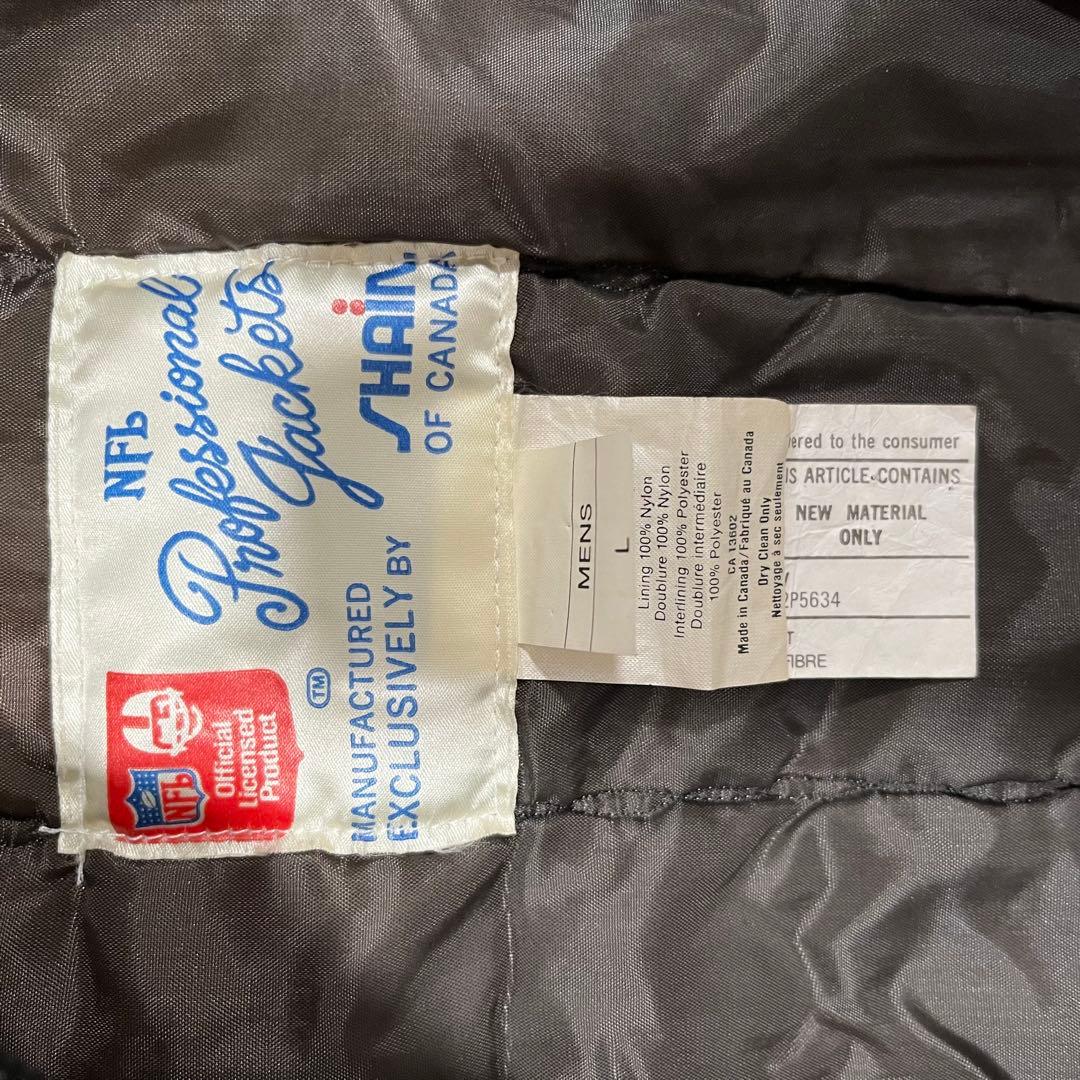 NFL
Professional
Jackets
TM
MANUFACTURED
EXCLUSIVELY BY
SHAIN
OF CANADA
NFL
Official
Licensed
Product
MENS
L
Lining 100% Nylon
Doublure 100% Nylon
Interlining 100% Polyester
Doublure Intermédiaire
100% Polyester
CA 13602
Made in Canada/Fabriqué au Canada
Dry Clean Only
Nettoyage à sec seulement
ered to the consumer
IS ARTICLE CONTAINS
NEW MATERIAL
ONLY
P5634
T
FIBRE